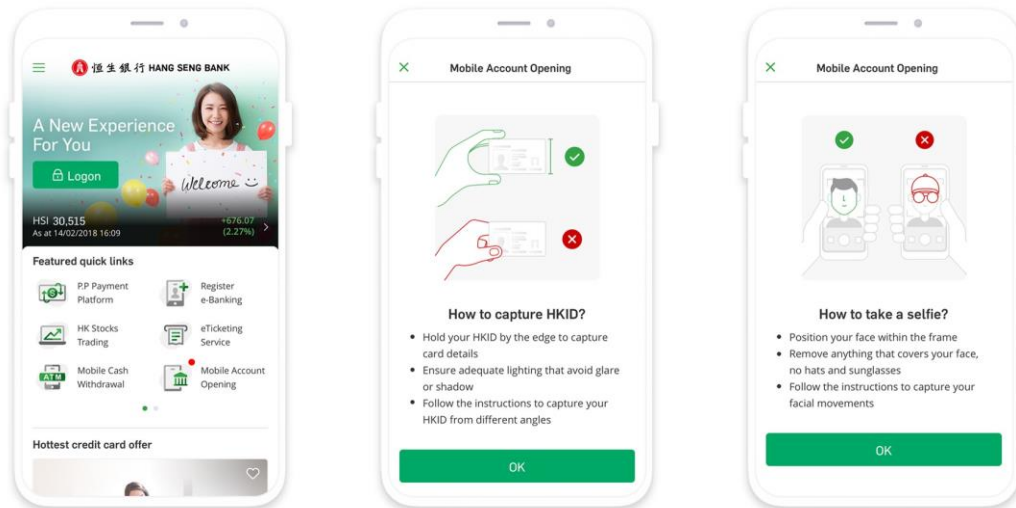 恒生銀行 HANG SENG BANK
A New Experience
For You
Logon
Welcome
HSI 30,515
As at 14/02/2018 16:09
+676.07
(2.27%)
Featured quick links
P.P Payment
Platform
Register
e-Banking
HK Stocks
Trading
eTicketing
Service
ATM
Mobile Cash
Withdrawal
Mobile Account
Opening
Hottest credit card offer
Mobile Account Opening
How to capture HKID?
• Hold your HKID by the edge to capture
card details
• Ensure adequate lighting that avoid glare
or shadow
• Follow the instructions to capture your
HKID from different angles
OK
Mobile Account Opening
How to take a selfie?
• Position your face within the frame
• Remove anything that covers your face,
no hats and sunglasses
• Follow the instructions to capture your
facial movements
OK